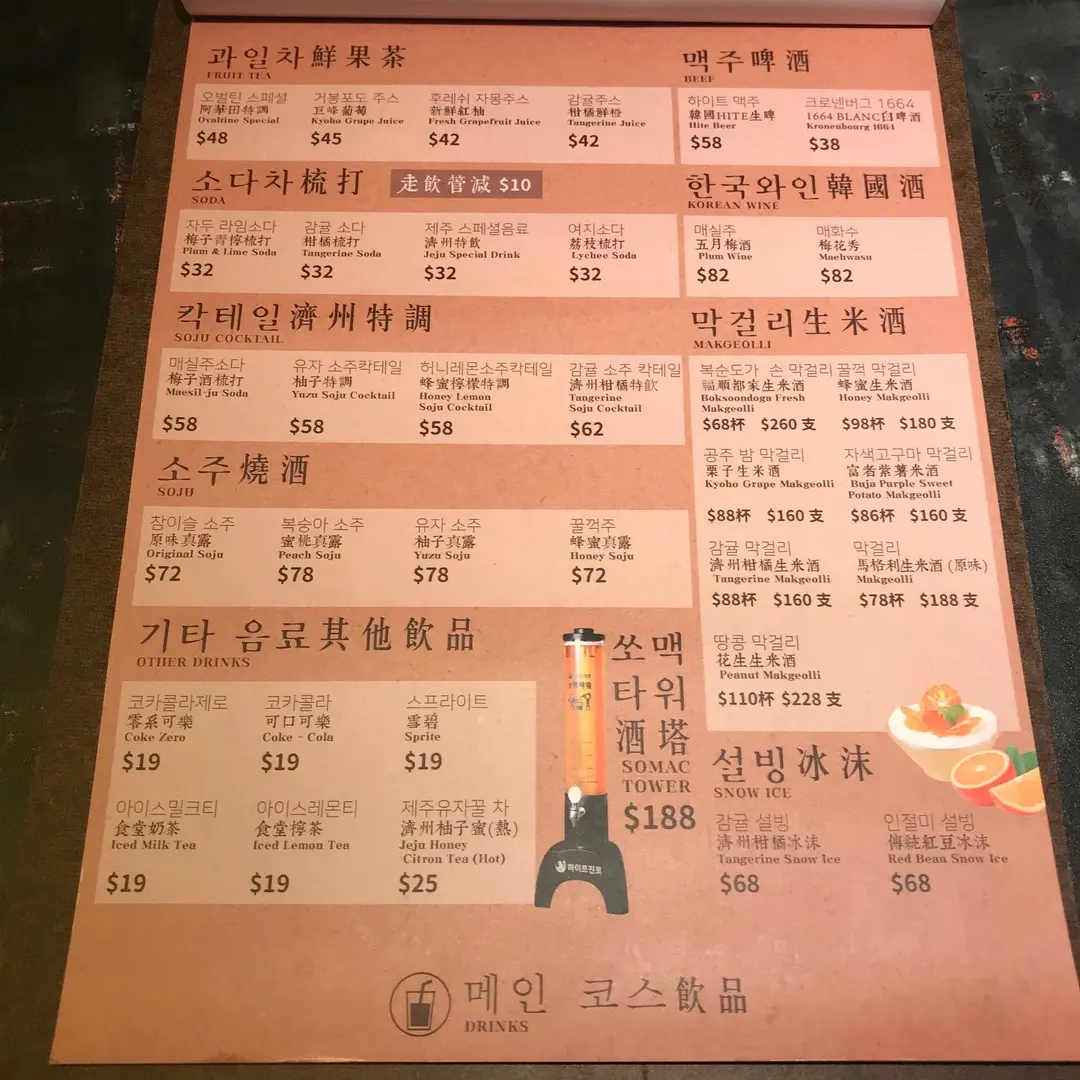 과일차鮮果茶
FRUIT TEA
오벌틴 스페셜
阿華田特調
Ovaltine Special
$48
거봉포도 주스
巨峰葡萄
Kyoho Grape Juice
$45
후레쉬 자몽주스
新鮮紅柚
Fresh Grapefruit Juice
$42
감귤주스
柑橘鮮橙
Tangerine Juice
$42
맥주啤酒
BEEF
하이트 맥주
韓國HITE生啤
Hite Beer
$58
크로넨버그 1664
1664 BLANC白啤酒
Kronenbourg 1664
$38
소다차梳打
SODA
走飲管減 $10
자두 라임소다
梅子青檸梳打
Plum & Lime Soda
$32
감귤 소다
柑橘梳打
Tangerine Soda
$32
제주 스페셜음료
濟州特飲
Jeju Special Drink
$32
여지소다
荔枝梳打
Lychee Soda
$32
한국와인韓國酒
KOREAN WINE
매실주
五月梅酒
Plum Wine
$82
매화수
梅花秀
Maehwasu
$82
칵테일濟州特調
SOJU COCKTAIL
매실주소다
梅子酒梳打
Maesil-ju Soda
$58
유자 소주칵테일
柚子特調
Yuzu Soju Cocktail
$58
허니레몬소주칵테일
蜂蜜檸檬特調
Honey Lemon
Soju Cocktail
$58
감귤 소주 칵테일
濟州柑橘特飲
Tangerine
Soju Cocktail
$62
막걸리生米酒
MAKGEOLLI
복순도가 손 막걸리
福順都家生米酒
Boksoondoga Fresh
Makgeolli
$68杯 $260 支
꿀꺽 막걸리
蜂蜜生米酒
Honey Makgeolli
$98杯 $180 支
공주 밤 막걸리
栗子生米酒
Kyoho Grape Makgeolli
$88杯 $160 支
자색고구마 막걸리
富者紫薯米酒
Buja Purple Sweet
Potato Makgeolli
$86杯 $160 支
감귤 막걸리
濟州柑橘生米酒
Tangerine Makgeolli
$88杯 $160 支
막걸리
馬格利生米酒 (原味)
Makgeolli
$78杯 $188 支
땅콩 막걸리
花生生米酒
Peanut Makgeolli
$110杯 $228 支
소주燒酒
SOJU
참이슬 소주
原味真露
Original Soju
$72
복숭아 소주
蜜桃真露
Peach Soju
$78
유자 소주
柚子真露
Yuzu Soju
$78
꿀꺽주
蜂蜜真露
Honey Soju
$72
기타 음료其他飲品
OTHER DRINKS
코카콜라제로
零系可樂
Coke Zero
$19
코카콜라
可口可樂
Coke - Cola
$19
스프라이트
雪碧
Sprite
$19
아이스밀크티
食堂奶茶
Iced Milk Tea
$19
아이스레몬티
食堂檸茶
Iced Lemon Tea
$19
제주유자꿀 차
濟州柚子蜜(熱)
Jeju Honey
Citron Tea (Hot)
$25
하이트진로
쏘맥
타워
酒塔
SOMAC
TOWER
$188
설빙冰沫
SNOW ICE
감귤 설빙
濟州柑橘冰沫
Tangerine Snow Ice
$68
인절미 설빙
傳統紅豆冰沫
Red Bean Snow Ice
$68
메인 코스飲品
DRINKS